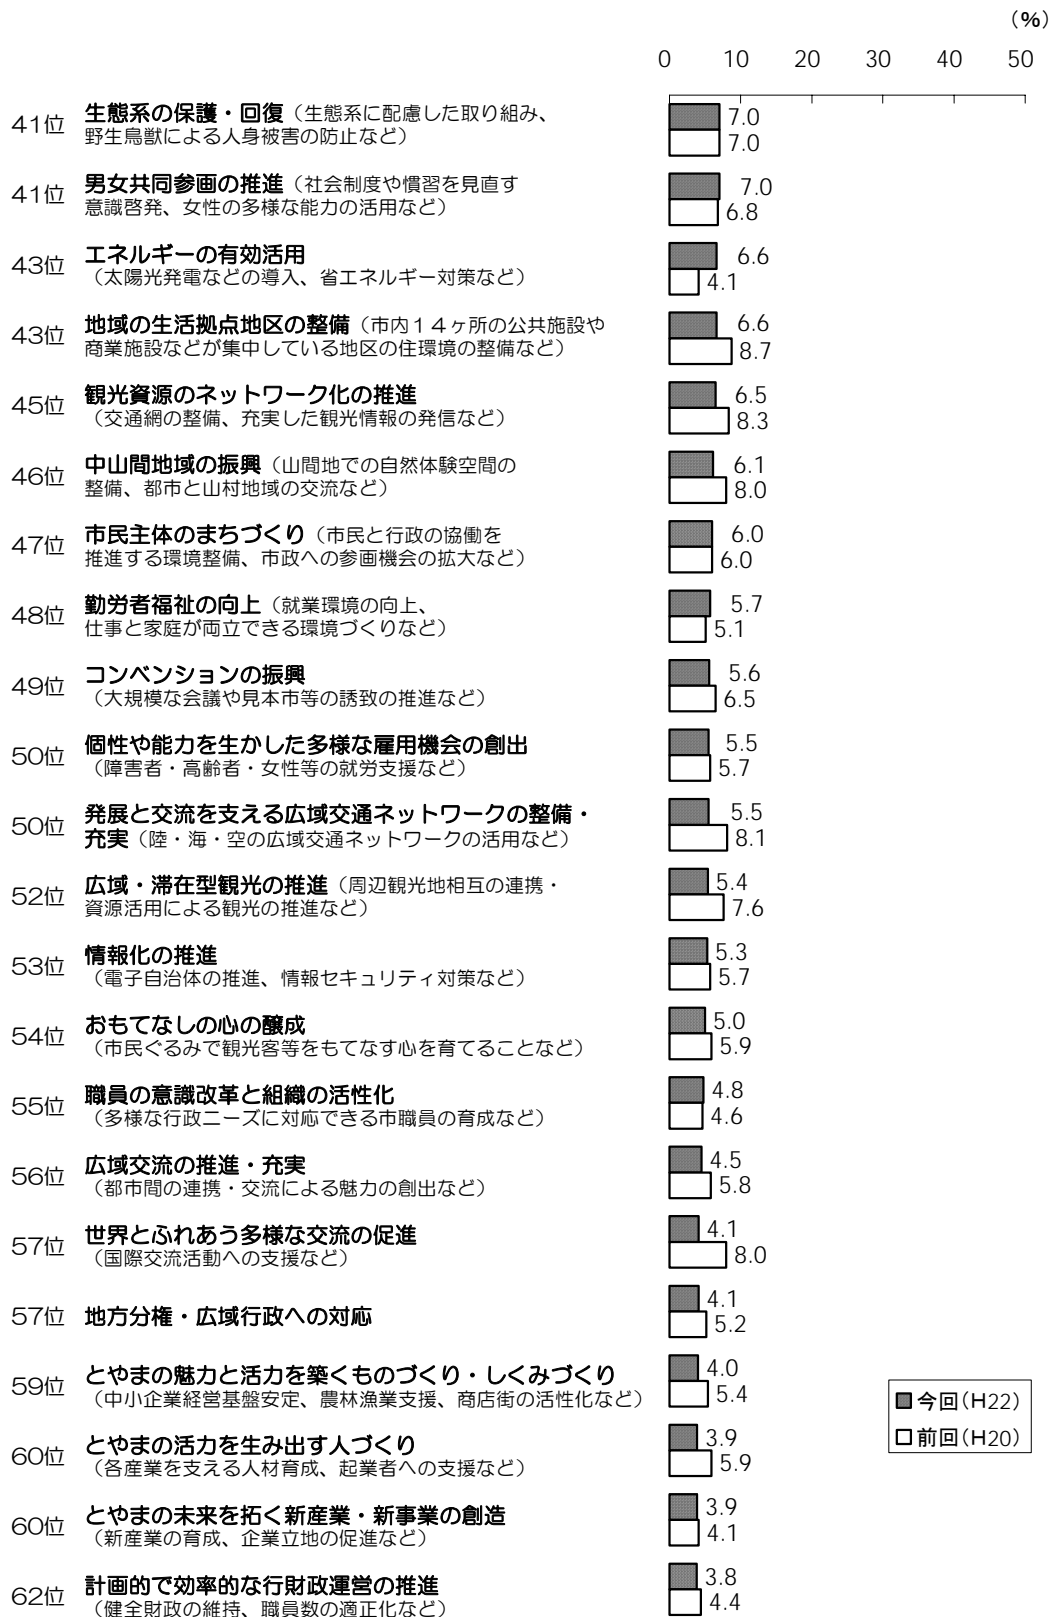 （%）
0 10 20 30 40 50
41位 生態系の保護・回復（生態系に配慮した取り組み、
野生鳥獣による人身被害の防止など）
7.0
7.0
41位 男女共同参画の推進（社会制度や慣習を見直す
意識啓発、女性の多様な能力の活用など）
7.0
6.8
43位 エネルギーの有効活用
（太陽光発電などの導入、省エネルギー対策など）
6.6
4.1
43位 地域の生活拠点地区の整備（市内１４ヶ所の公共施設や
商業施設などが集中している地区の住環境の整備など）
6.6
8.7
45位 観光資源のネットワーク化の推進
（交通網の整備、充実した観光情報の発信など）
6.5
8.3
46位 中山間地域の振興（山間地での自然体験空間の
整備、都市と山村地域の交流など）
6.1
8.0
47位 市民主体のまちづくり（市民と行政の協働を
推進する環境整備、市政への参画機会の拡大など）
6.0
6.0
48位 勤労者福祉の向上（就業環境の向上、
仕事と家庭が両立できる環境づくりなど）
5.7
5.1
49位 コンベンションの振興
（大規模な会議や見本市等の誘致の推進など）
5.6
6.5
50位 個性や能力を生かした多様な雇用機会の創出
（障害者・高齢者・女性等の就労支援など）
5.5
5.7
50位 発展と交流を支える広域交通ネットワークの整備・
充実（陸・海・空の広域交通ネットワークの活用など）
5.5
8.1
52位 広域・滞在型観光の推進（周辺観光地相互の連携・
資源活用による観光の推進など）
5.4
7.6
53位 情報化の推進
（電子自治体の推進、情報セキュリティ対策など）
5.3
5.7
54位 おもてなしの心の醸成
（市民ぐるみで観光客等をもてなす心を育てることなど）
5.0
5.9
55位 職員の意識改革と組織の活性化
（多様な行政ニーズに対応できる市職員の育成など）
4.8
4.6
56位 広域交流の推進・充実
（都市間の連携・交流による魅力の創出など）
4.5
5.8
57位 世界とふれあう多様な交流の促進
（国際交流活動への支援など）
4.1
8.0
57位 地方分権・広域行政への対応
4.1
5.2
59位 とやまの魅力と活力を築くものづくり・しくみづくり
（中小企業経営基盤安定、農林漁業支援、商店街の活性化など）
4.0
5.4
今回(H22)
前回(H20)
60位 とやまの活力を生み出す人づくり
（各産業を支える人材育成、起業者への支援など）
3.9
5.9
60位 とやまの未来を拓く新産業・新事業の創造
（新産業の育成、企業立地の促進など）
3.9
4.1
62位 計画的で効率的な行財政運営の推進
（健全財政の維持、職員数の適正化など）
3.8
4.4